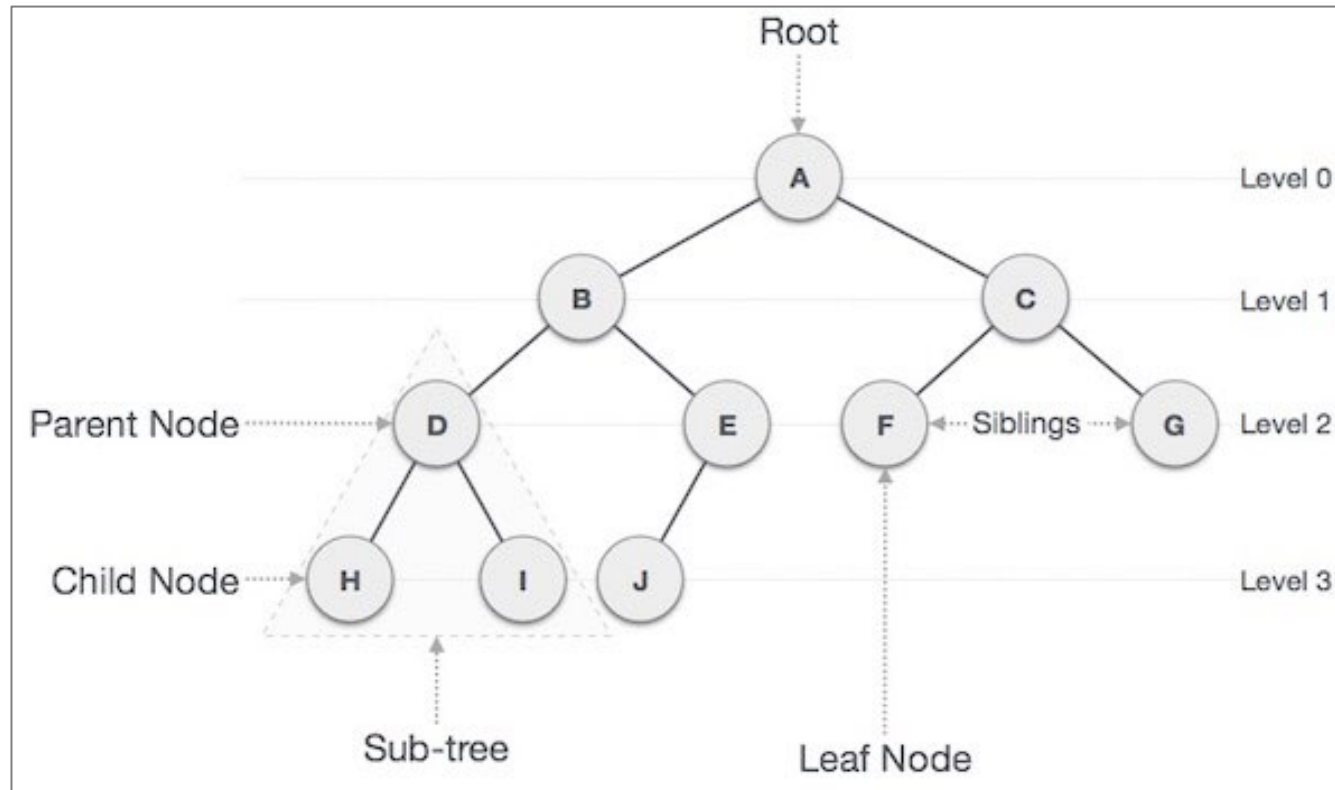 Root
A
Level 0
B
C
Level 1
Parent Node
D
E
F
Siblings
G
Level 2
Child Node
H
I
J
Level 3
Sub-tree
Leaf Node